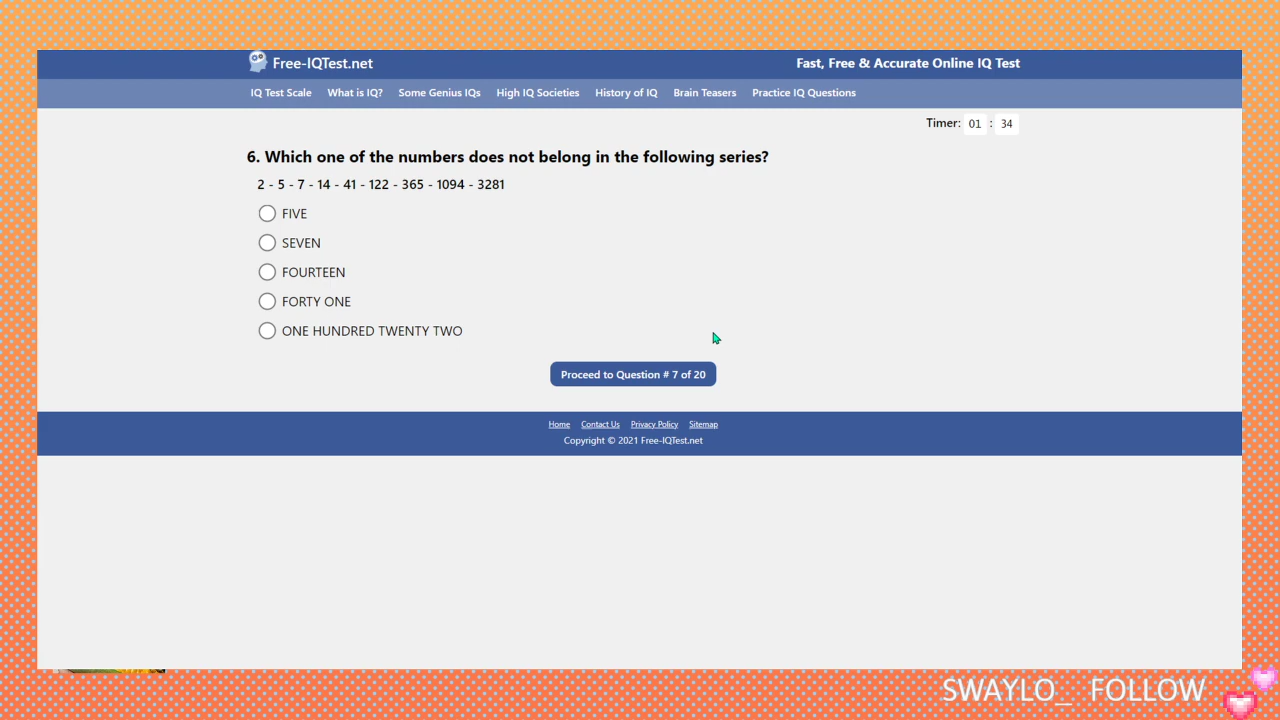 Free-IQTest.net
Fast, Free & Accurate Online IQ Test
IQ Test Scale What is IQ? Some Genius IQs High IQ Societies History of IQ Brain Teasers Practice IQ Questions
Timer: 01 : 34
6. Which one of the numbers does not belong in the following series?
2 - 5 - 7 - 14 - 41 - 122 - 365 - 1094 - 3281
FIVE
SEVEN
FOURTEEN
FORTY ONE
ONE HUNDRED TWENTY TWO
Proceed to Question # 7 of 20
Home Contact Us Privacy Policy Sitemap
Copyright © 2021 Free-IQTest.net
SWAYLO_ FOLLOW